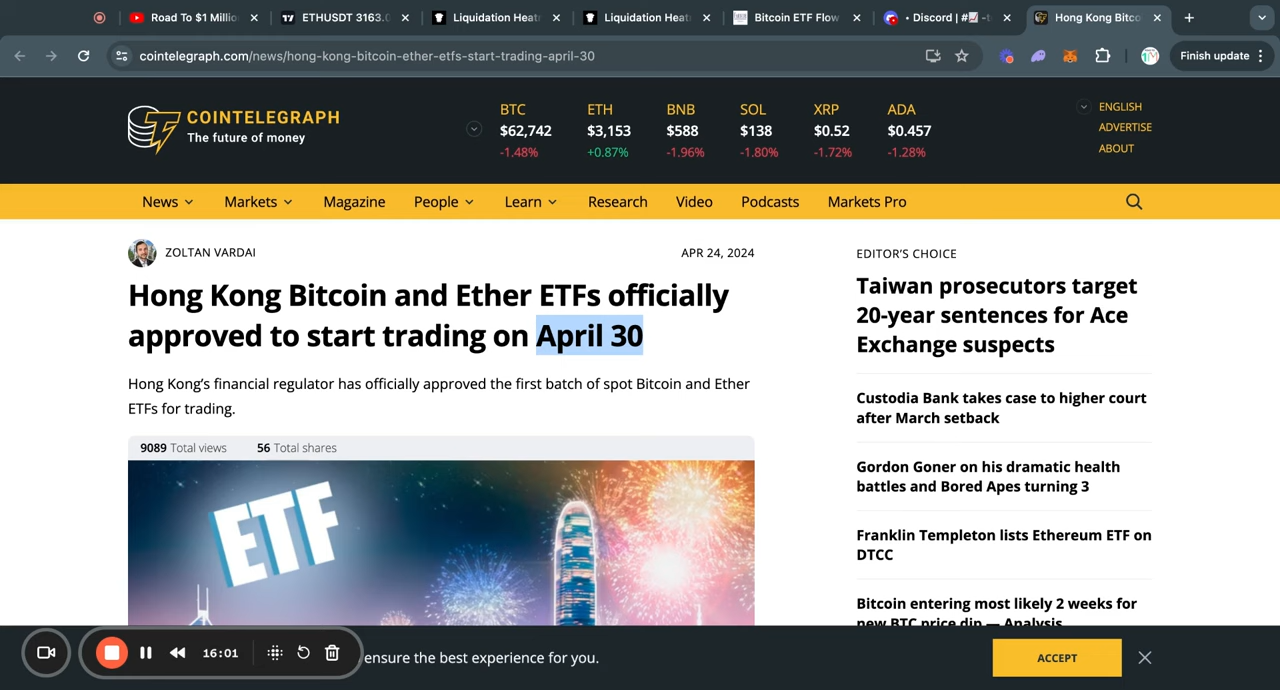 Road To $1 Millio
ETHUSDT 3163.
Liquidation Heat
Liquidation Heat
Bitcoin ETF Flow
• Discord | #
Hong Kong Bitco
cointelegraph.com/news/hong-kong-bitcoin-ether-etfs-start-trading-april-30
Finish update
COINTELEGRAPH
The future of money
BTC
$62,742
-1.48%
ETH
$3,153
+0.87%
BNB
$588
-1.96%
SOL
$138
-1.80%
XRP
$0.52
-1.72%
ADA
$0.457
-1.28%
ENGLISH
ADVERTISE
ABOUT
News
Markets
Magazine
People
Learn
Research
Video
Podcasts
Markets Pro
ZOLTAN VARDAI
APR 24, 2024
Hong Kong Bitcoin and Ether ETFs officially
approved to start trading on April 30
Hong Kong's financial regulator has officially approved the first batch of spot Bitcoin and Ether
ETFs for trading.
9089 Total views
56 Total shares
ETF
EDITOR'S CHOICE
Taiwan prosecutors target
20-year sentences for Ace
Exchange suspects
Custodia Bank takes case to higher court
after March setback
Gordon Goner on his dramatic health
battles and Bored Apes turning 3
Franklin Templeton lists Ethereum ETF on
DTCC
Bitcoin entering most likely 2 weeks for
new BTC price dip — Analysis
16:01
ensure the best experience for you.
ACCEPT